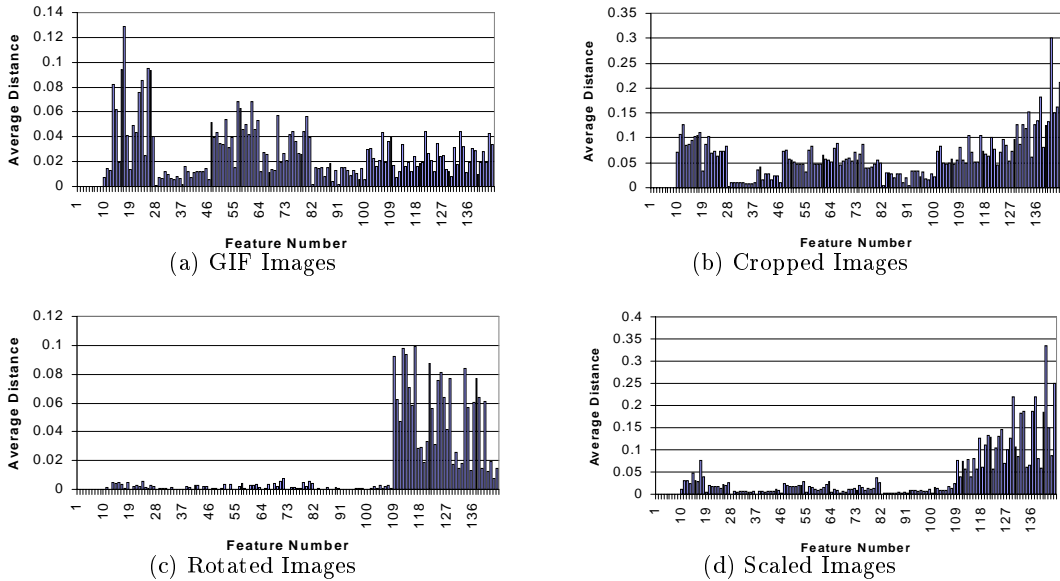 0.14
0.12
0.1
0.08
0.06
0.04
0.02
0
Average Distance
1 10 19 28 37 46 55 64 73 82 91 100 109 118 127 136
Feature Number
(a) GIF Images
0.35
0.3
0.25
0.2
0.15
0.1
0.05
0
Average Distance
1 10 19 28 37 46 55 64 73 82 91 100 109 118 127 136
Feature Number
(b) Cropped Images
0.12
0.1
0.08
0.06
0.04
0.02
0
Average Distance
1 10 19 28 37 46 55 64 73 82 91 100 109 118 127 136
Feature Number
(c) Rotated Images
0.4
0.35
0.3
0.25
0.2
0.15
0.1
0.05
0
Average Distance
1 10 19 28 37 46 55 64 73 82 91 100 109 118 127 136
Feature Number
(d) Scaled Images